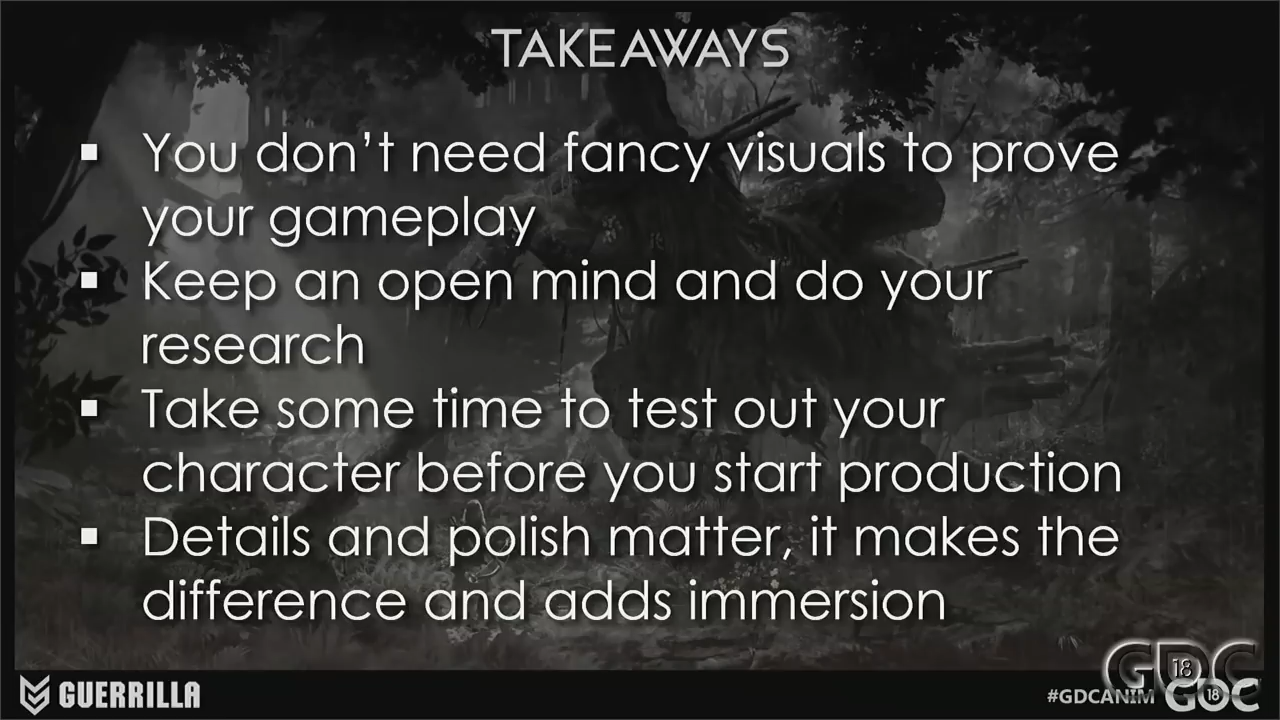 TAKEAWAYS
▪ You don’t need fancy visuals to prove
your gameplay
▪ Keep an open mind and do your
research
▪ Take some time to test out your
character before you start production
▪ Details and polish matter, it makes the
difference and adds immersion
GDC 18
GUERRILLA
#GDCANIM GDC 18